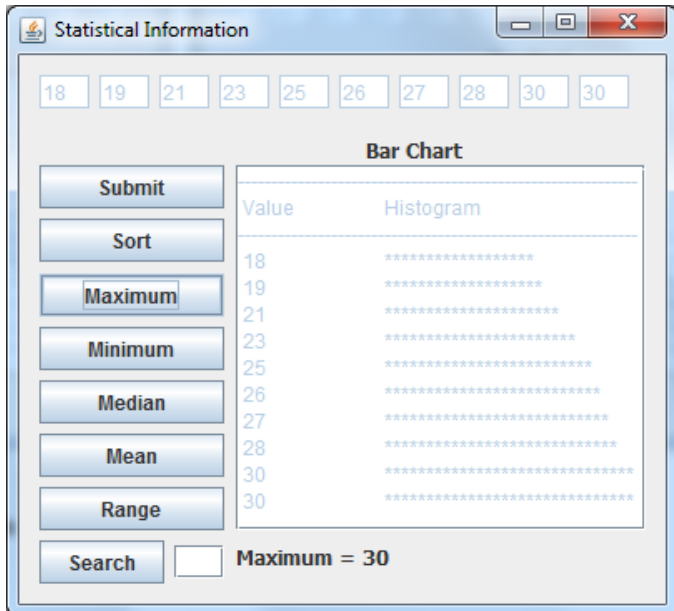 Statistical Information
18 19 21 23 25 26 27 28 30 30
Bar Chart
Submit
Sort
Maximum
Minimum
Median
Mean
Range
Search
Value Histogram
18 ******************
19 *******************
21 *********************
23 ***********************
25 *************************
26 **************************
27 ***************************
28 ****************************
30 ******************************
30 ******************************
Maximum = 30